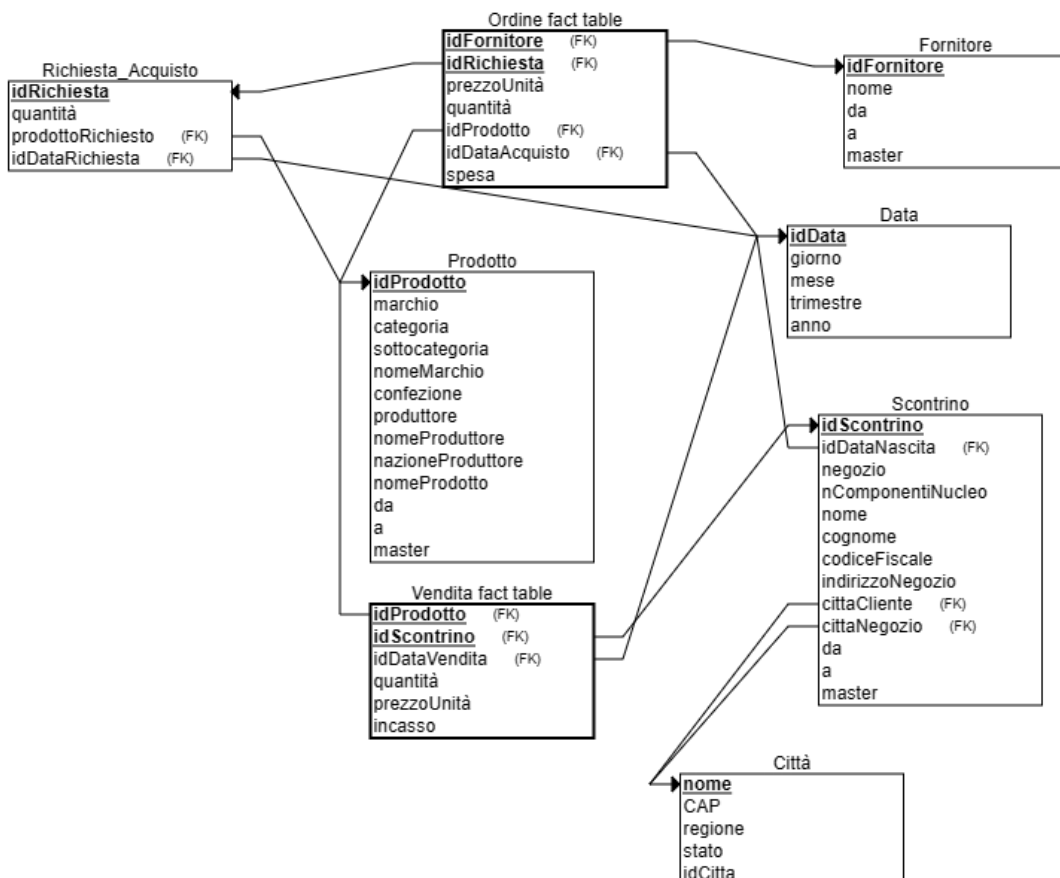 Ordine fact table
idFornitore (FK)
idRichiesta (FK)
prezzoUnità
quantità
idProdotto (FK)
idDataAcquisto (FK)
spesa
Richiesta_Acquisto
idRichiesta
quantità
prodottoRichiesto (FK)
idDataRichiesta (FK)
Fornitore
idFornitore
nome
da
a
master
Data
idData
giorno
mese
trimestre
anno
Prodotto
idProdotto
marchio
categoria
sottocategoria
nomeMarchio
confezione
produttore
nomeProduttore
nazioneProduttore
nomeProdotto
da
a
master
Scontrino
idScontrino
idDataNascita (FK)
negozio
nComponentiNucleo
nome
cognome
codiceFiscale
indirizzoNegozio
cittaCliente (FK)
cittaNegozio (FK)
da
a
master
Vendita fact table
idProdotto (FK)
idScontrino (FK)
idDataVendita (FK)
quantità
prezzoUnità
incasso
Città
nome
CAP
regione
stato
idCitta